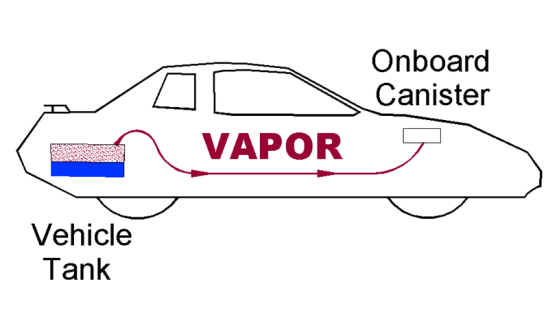 Onboard
Canister
VAPOR
Vehicle
Tank